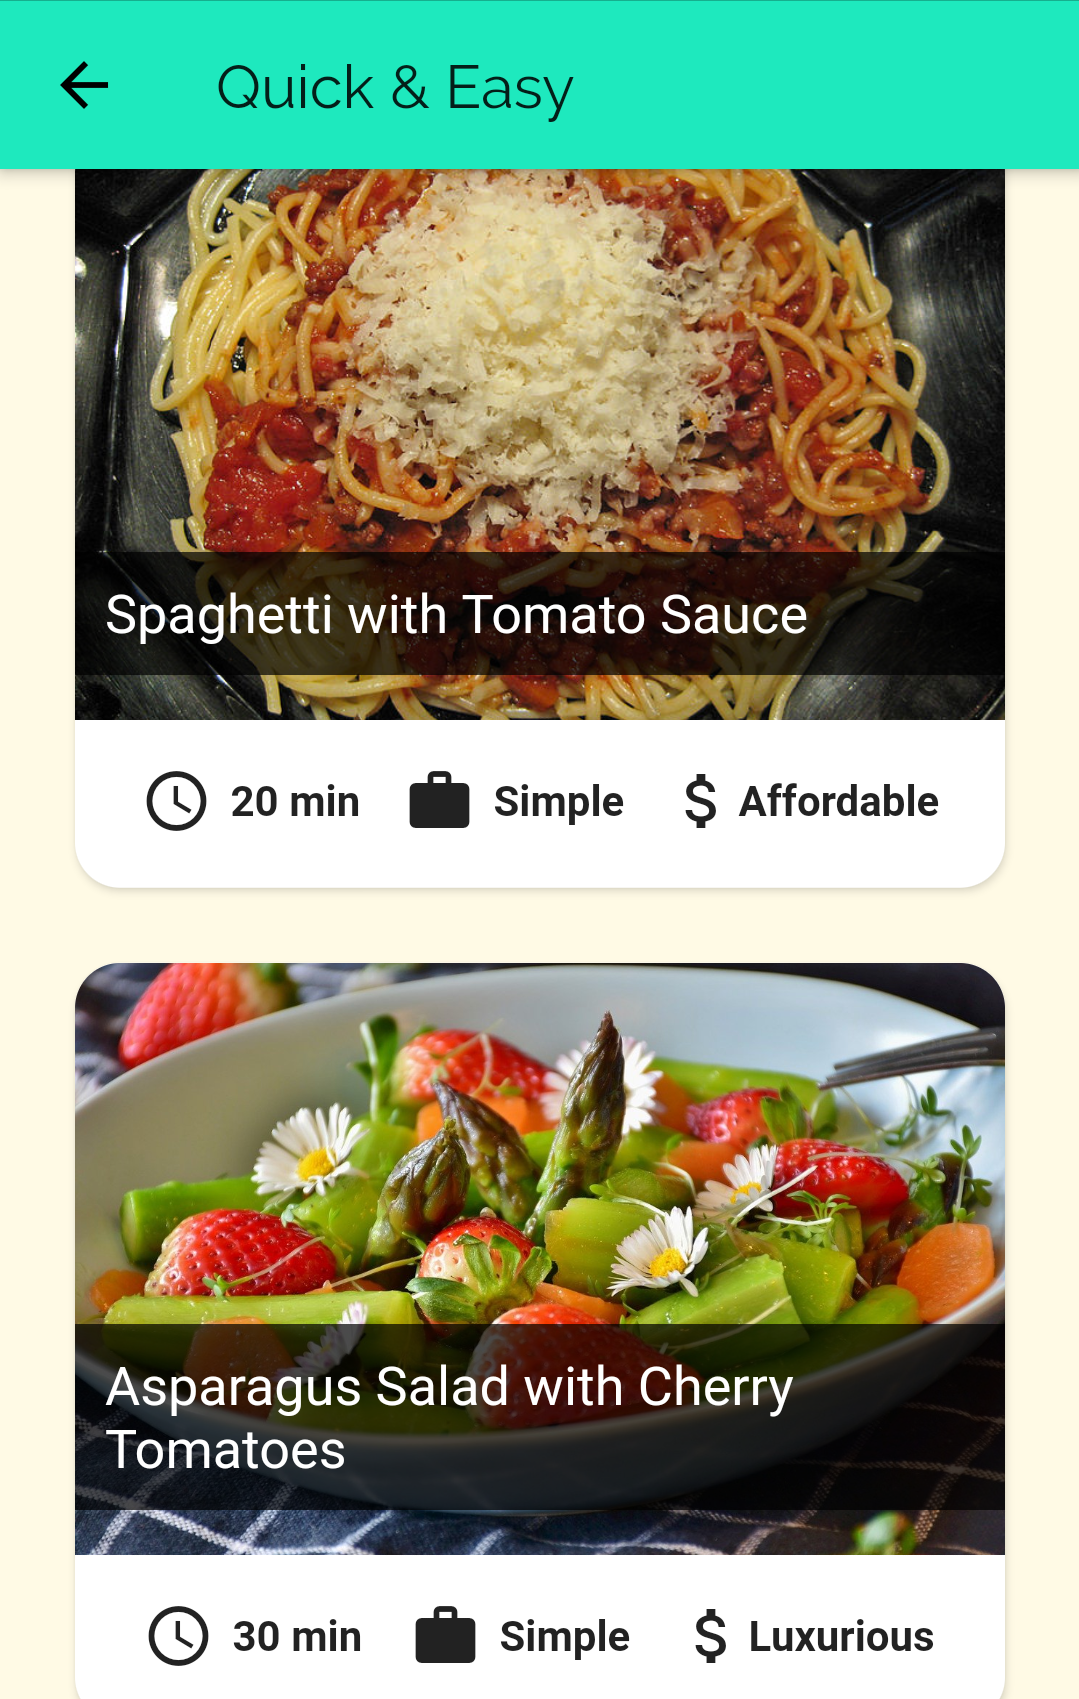 Quick & Easy
Spaghetti with Tomato Sauce
20 min Simple $ Affordable
Asparagus Salad with Cherry
Tomatoes
30 min Simple $ Luxurious